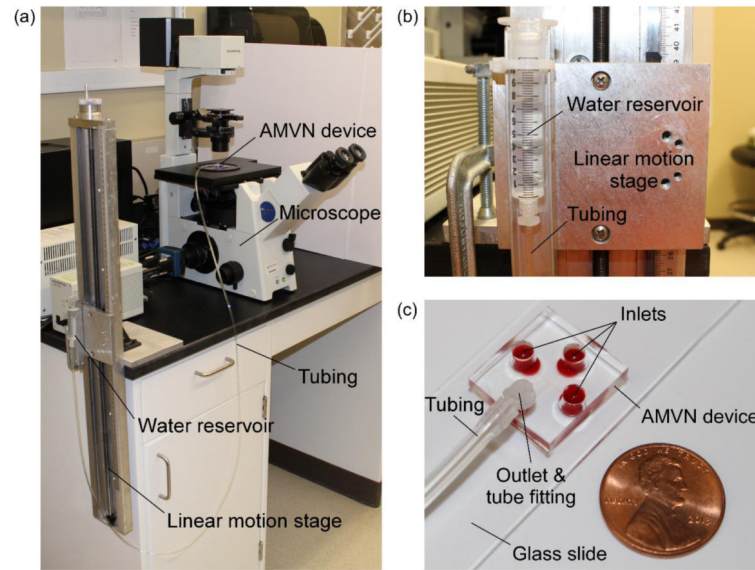 (a)
AMVN device
Microscope
Tubing
Water reservoir
Linear motion stage
(b)
Water reservoir
Linear motion
stage
Tubing
(c)
Inlets
Tubing
AMVN device
Outlet &
tube fitting
Glass slide